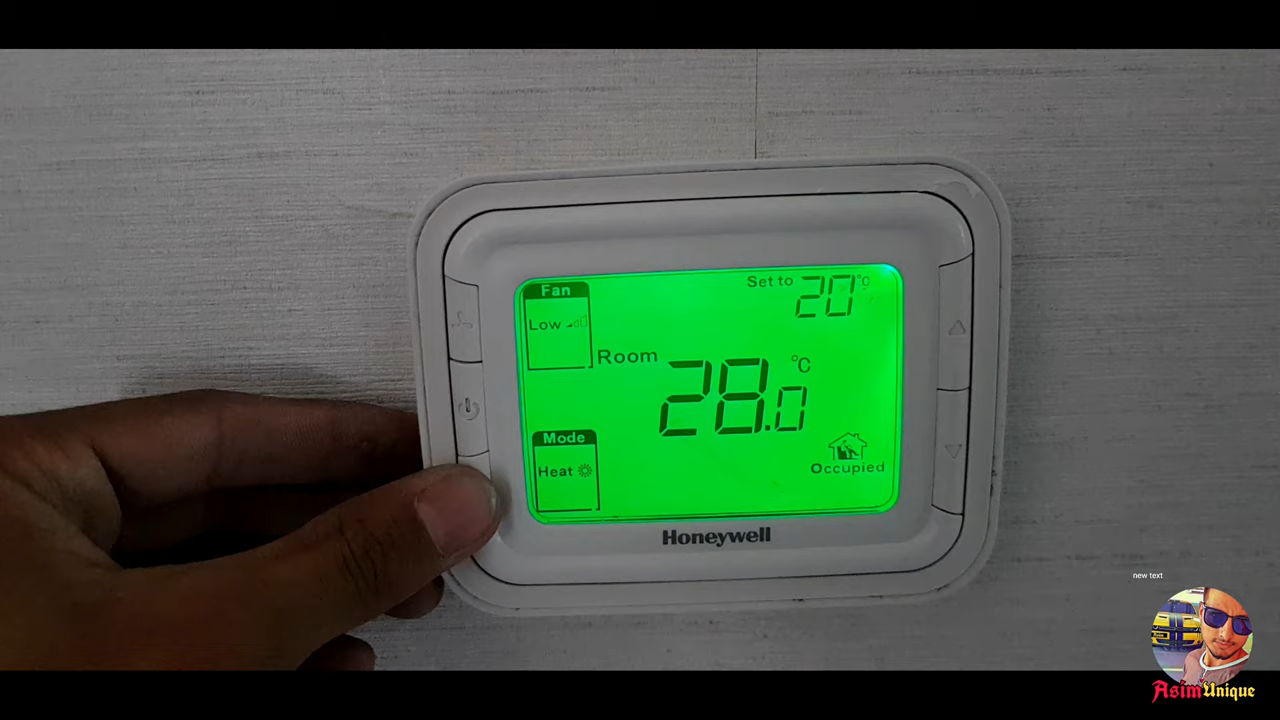 Fan
Low
Set to 20°C
Room 28.0 °C
Mode
Heat
Occupied
Honeywell
new text
AsimUnique